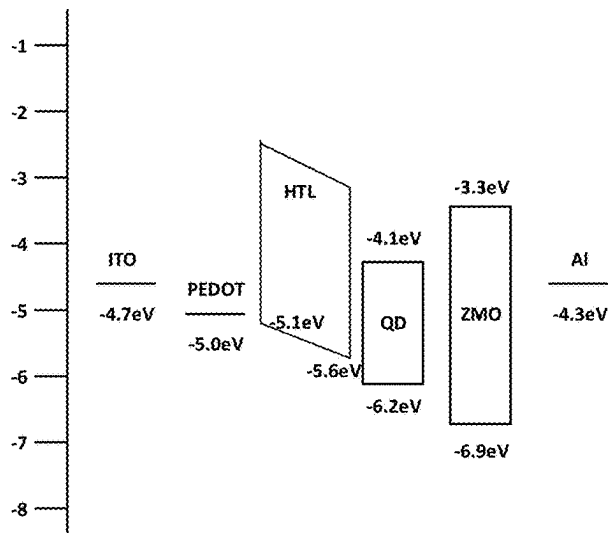 -1
-2
-3
-4
-5
-6
-7
-8
ITO
-4.7eV
PEDOT
-5.0eV
HTL
-5.1eV
-5.6eV
-4.1eV
QD
-6.2eV
-3.3eV
ZMO
-6.9eV
Al
-4.3eV